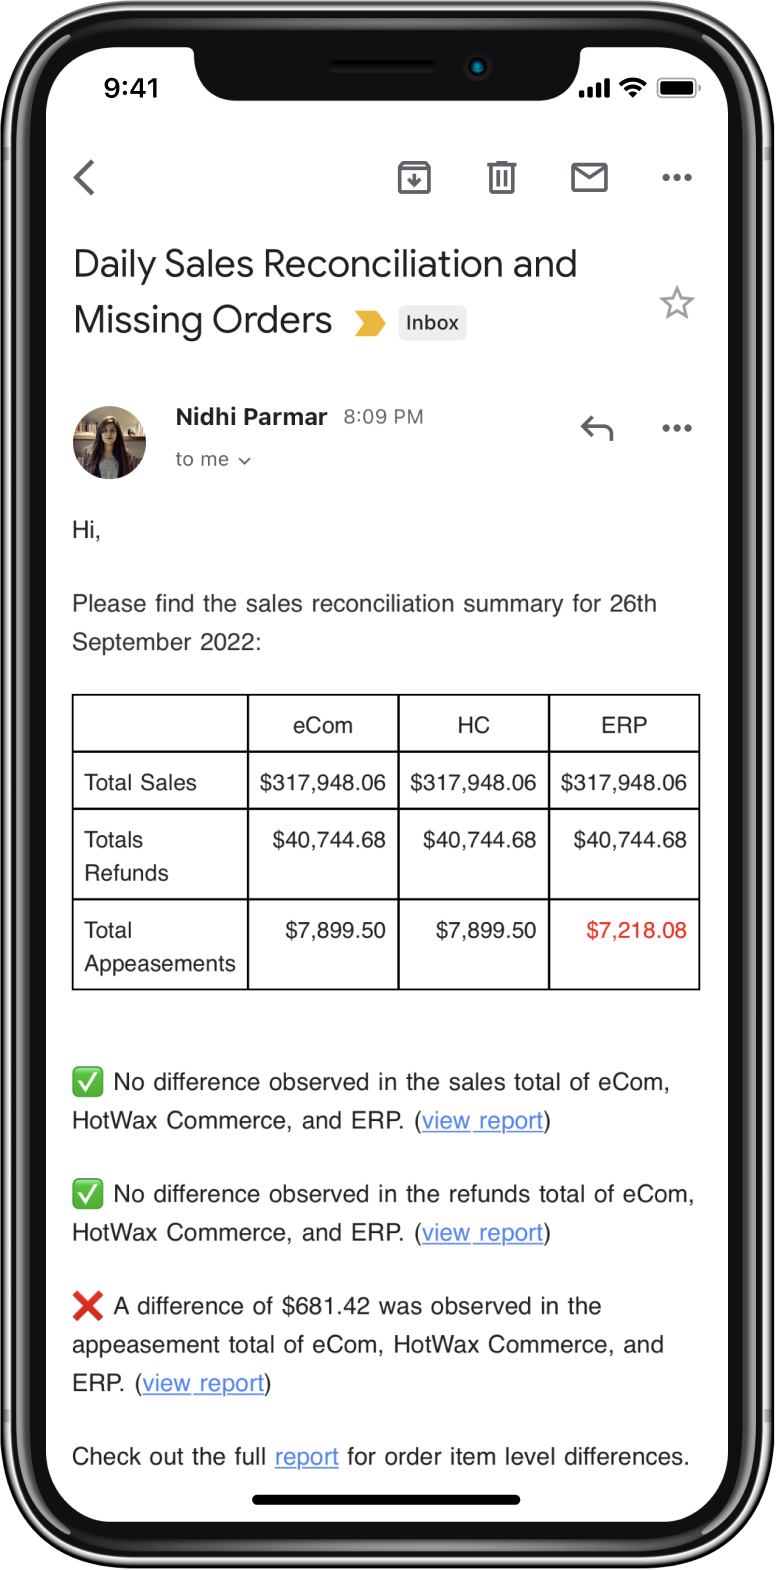 9:41
Daily Sales Reconciliation and
Missing Orders Inbox
Nidhi Parmar 8:09 PM
to me
Hi,
Please find the sales reconciliation summary for 26th
September 2022:
eCom HC ERP
Total Sales $317,948.06 $317,948.06 $317,948.06
Totals $40,744.68 $40,744.68 $40,744.68
Refunds
Total $7,899.50 $7,899.50 $7,218.08
Appeasements
✅ No difference observed in the sales total of eCom,
HotWax Commerce, and ERP. (view report)
✅ No difference observed in the refunds total of eCom,
HotWax Commerce, and ERP. (view report)
❌ A difference of $681.42 was observed in the
appeasement total of eCom, HotWax Commerce, and
ERP. (view report)
Check out the full report for order item level differences.